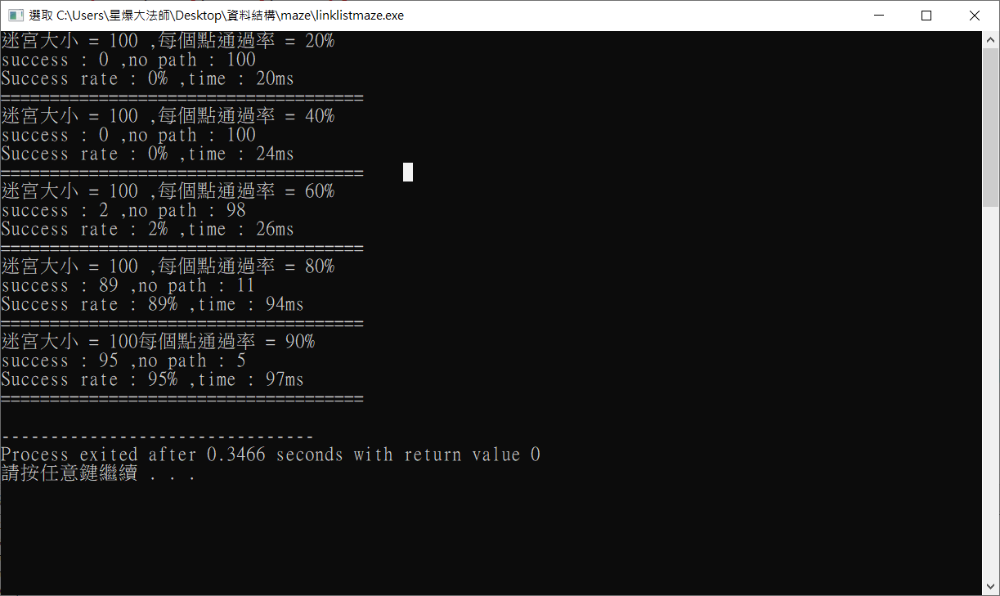 選取 C:\Users\星爆大法師\Desktop\資料結構\maze\linklistmaze.exe
迷宮大小 = 100 ,每個點通過率 = 20%
success : 0 ,no path : 100
Success rate : 0% ,time : 20ms
=====================================
迷宮大小 = 100 ,每個點通過率 = 40%
success : 0 ,no path : 100
Success rate : 0% ,time : 24ms
=====================================
迷宮大小 = 100 ,每個點通過率 = 60%
success : 2 ,no path : 98
Success rate : 2% ,time : 26ms
=====================================
迷宮大小 = 100 ,每個點通過率 = 80%
success : 89 ,no path : 11
Success rate : 89% ,time : 94ms
=====================================
迷宮大小 = 100每個點通過率 = 90%
success : 95 ,no path : 5
Success rate : 95% ,time : 97ms
=====================================
--------------------------------
Process exited after 0.3466 seconds with return value 0
請按任意鍵繼續 . . .